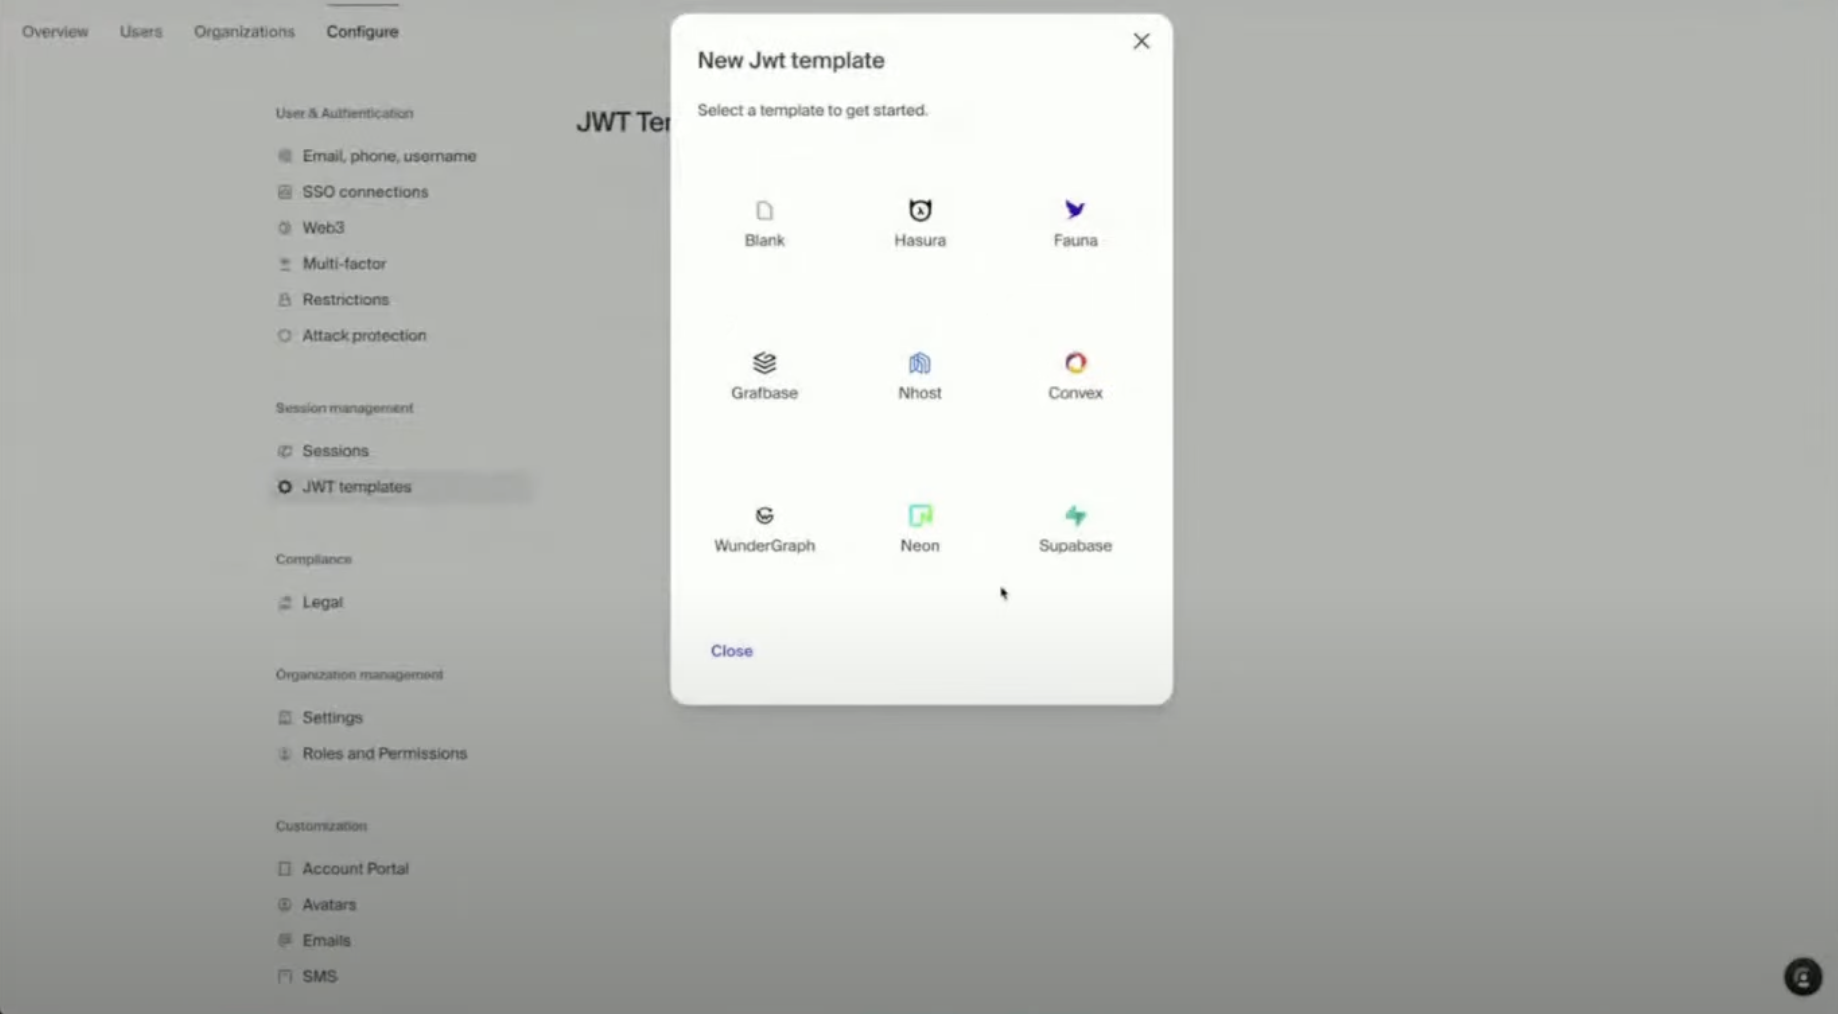 Overview Users Organizations Configure
User & Authentication
Email, phone, username
SSO connections
Web3
Multi-factor
Restrictions
Attack protection
Session management
Sessions
JWT templates
Compliance
Legal
Organization management
Settings
Roles and Permissions
Customization
Account Portal
Avatars
Emails
SMS
JWT Ter
New Jwt template
Select a template to get started.
Blank Hasura Fauna
Grafbase Nhost Convex
WunderGraph Neon Supabase
Close